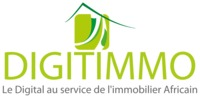 DIGITIMMO
Le Digital au service de l'immobilier Africain